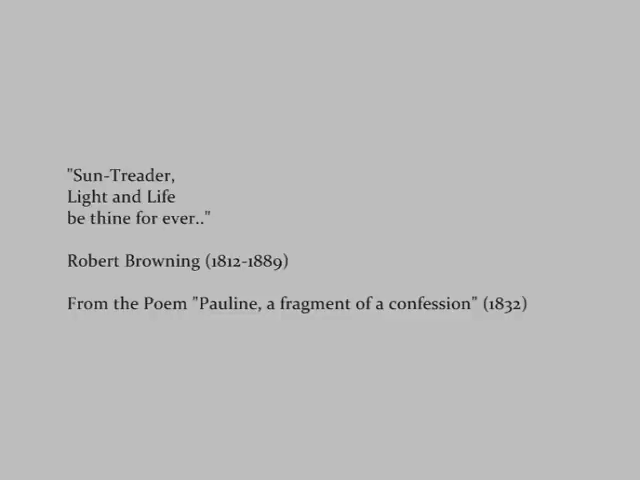 "Sun-Treader,
Light and Life
be thine for ever.."
Robert Browning (1812-1889)
From the Poem "Pauline, a fragment of a confession" (1832)